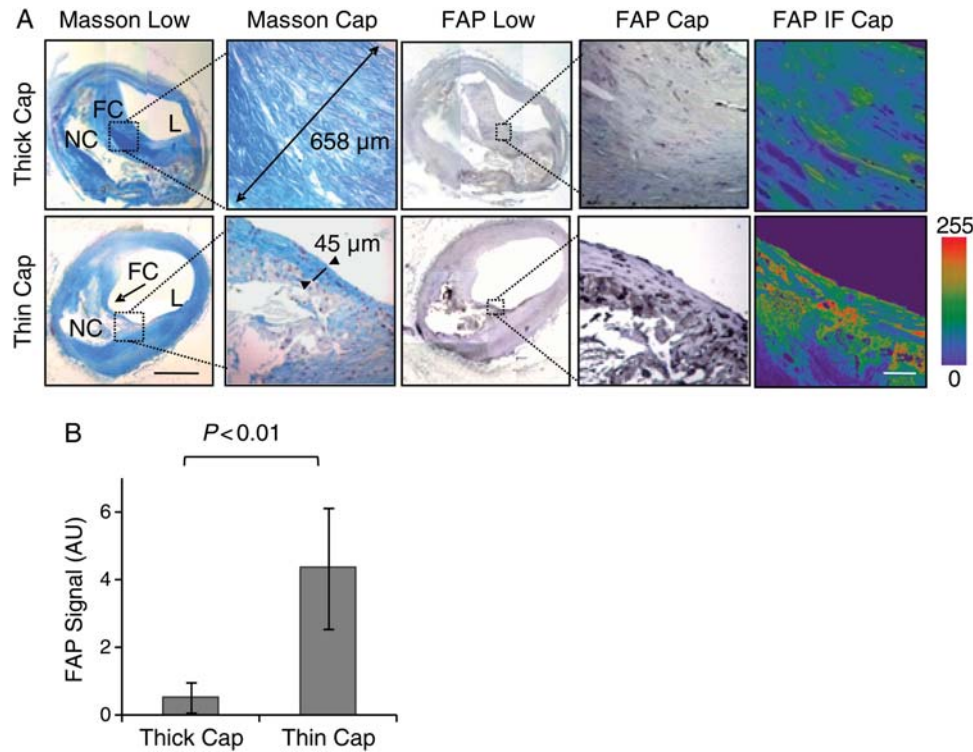 A
Masson Low
Masson Cap
FAP Low
FAP Cap
FAP IF Cap
Thick Cap
FC
NC
L
658 µm
Thin Cap
FC
NC
L
45 µm
255
0
B
P<0.01
FAP Signal (AU)
6
4
2
0
Thick Cap
Thin Cap